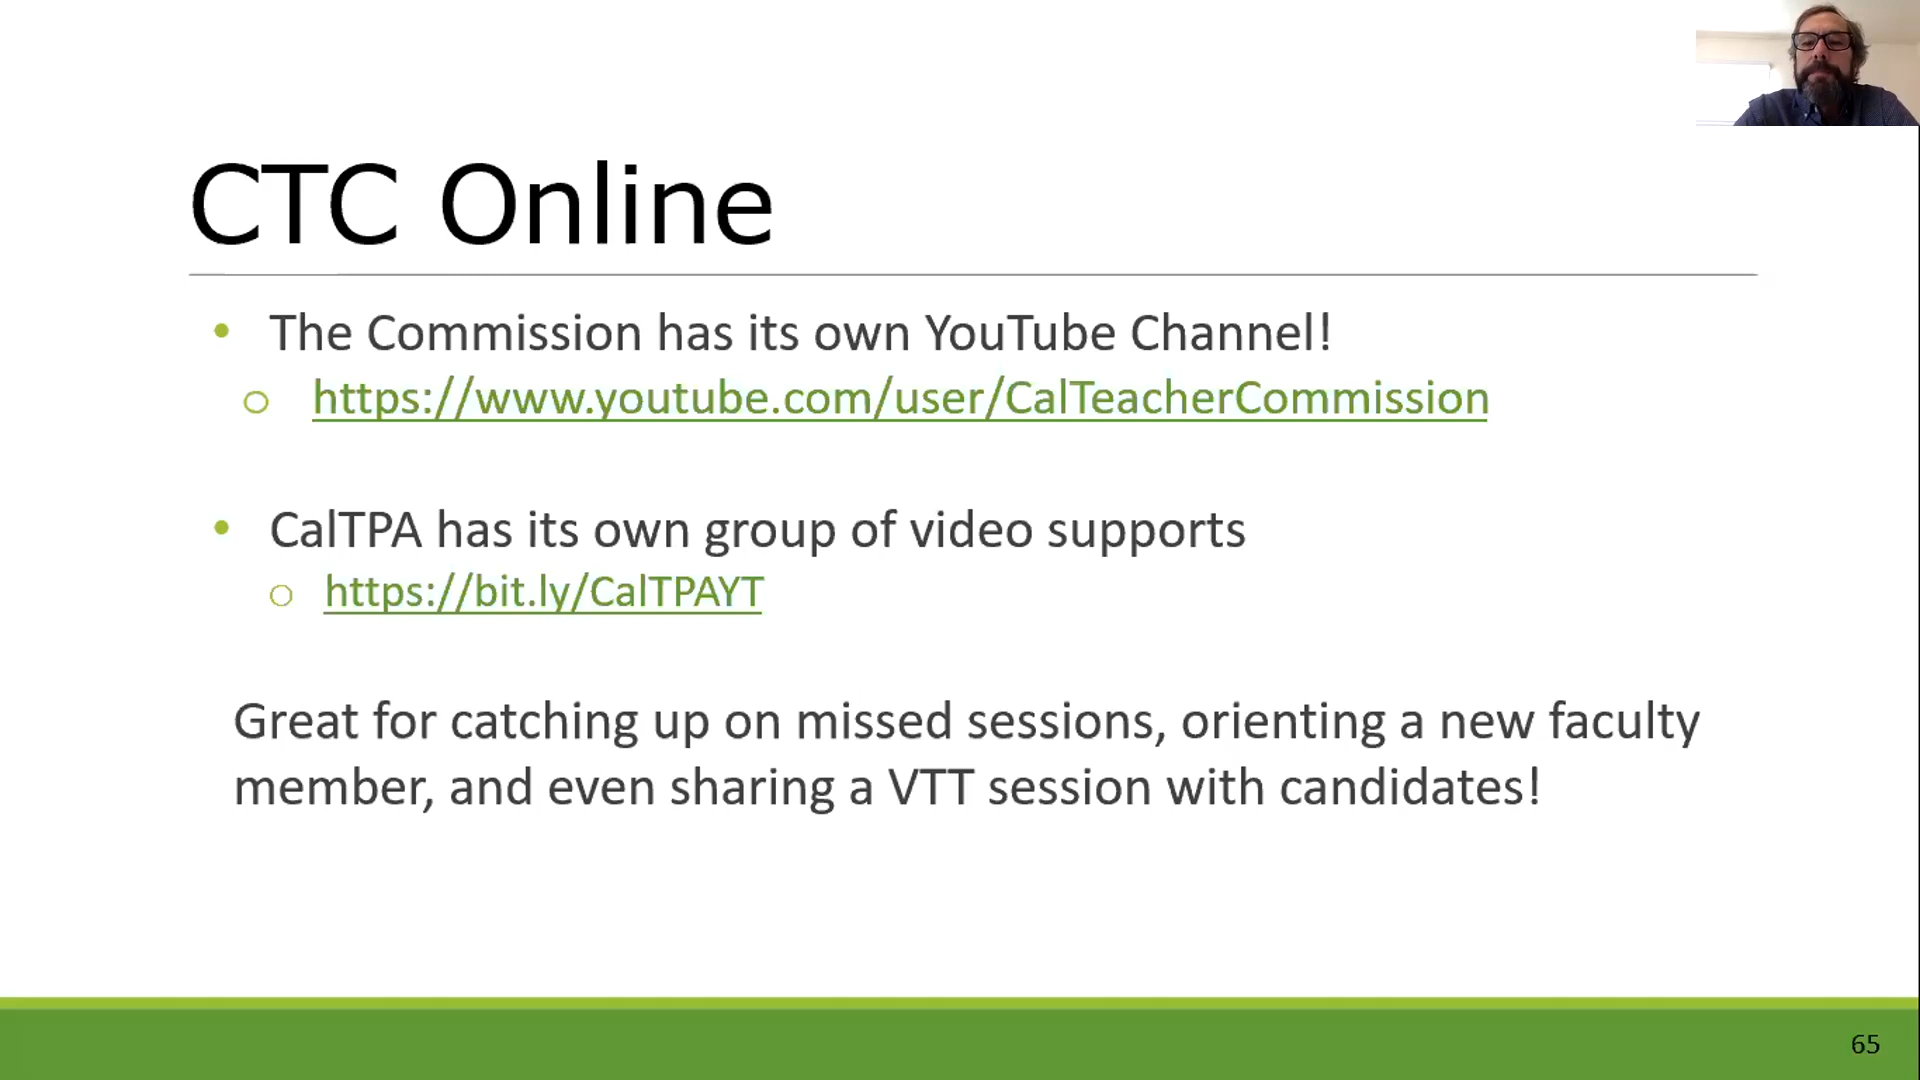 CTC Online
• The Commission has its own YouTube Channel!
o https://www.youtube.com/user/CalTeacherCommission
• CalTPA has its own group of video supports
o https://bit.ly/CalTPAYT
Great for catching up on missed sessions, orienting a new faculty
member, and even sharing a VTT session with candidates!
65